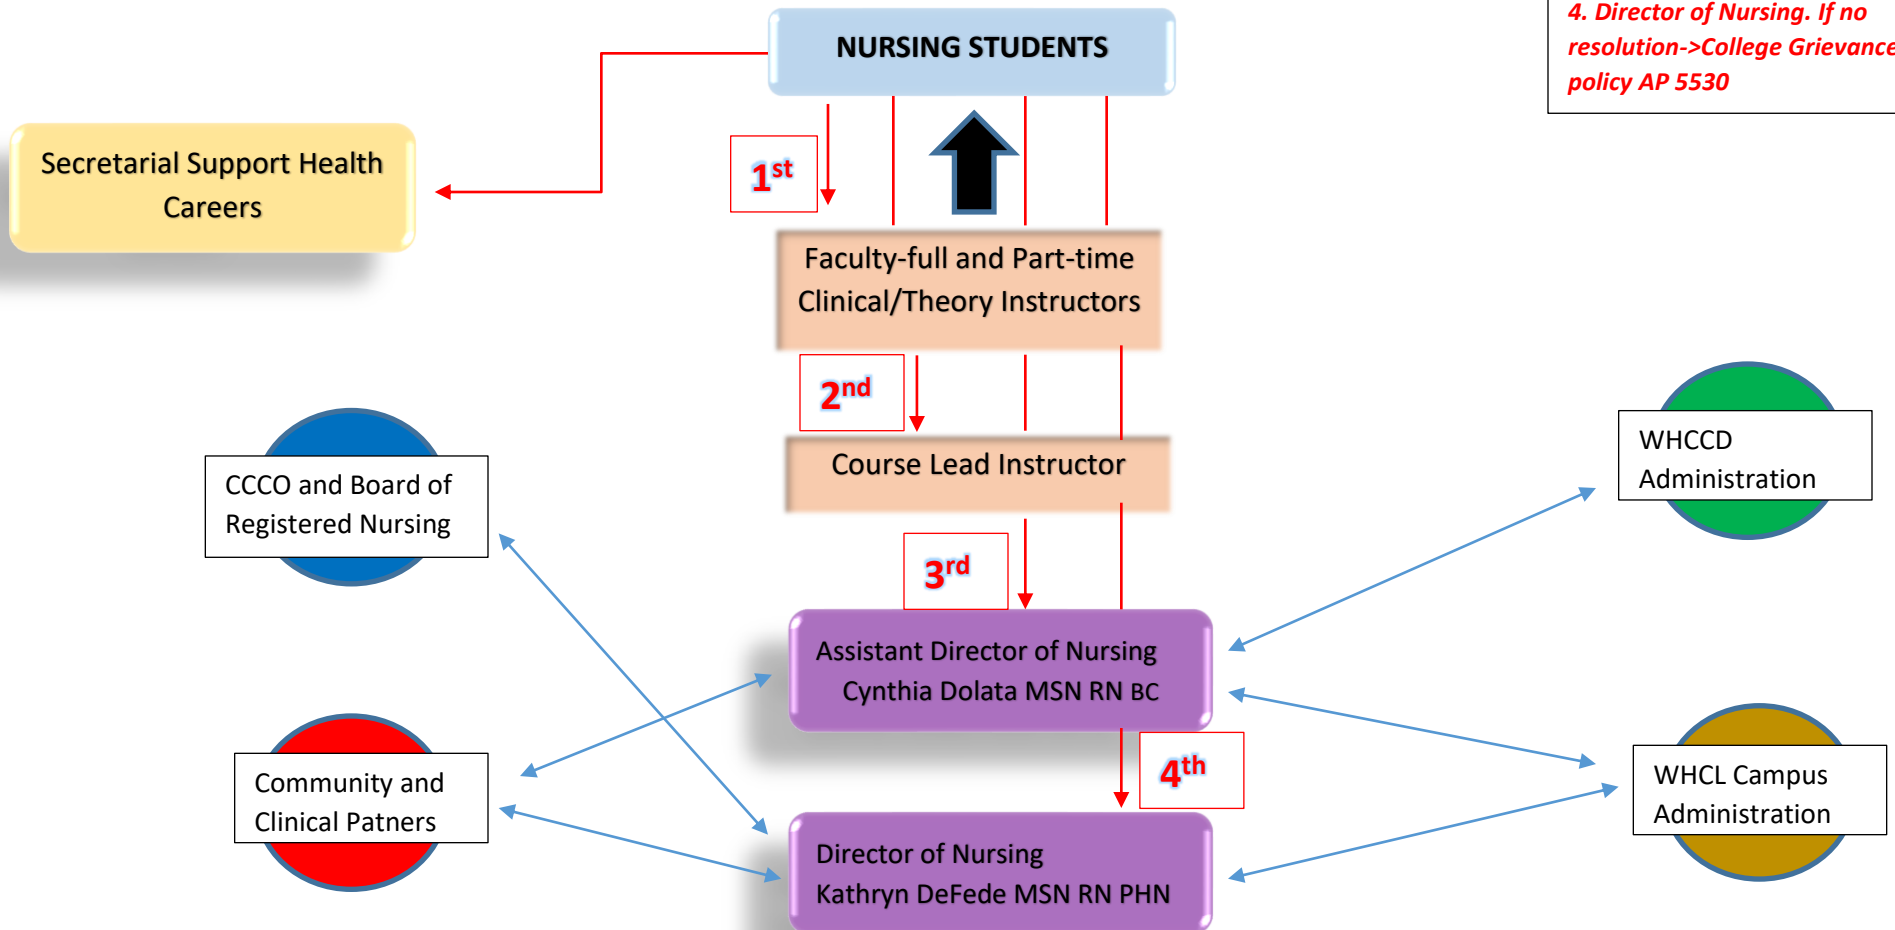 4. Director of Nursing. If no
resolution->College Grievance
policy AP 5530
NURSING STUDENTS
Secretarial Support Health
Careers
1st
Faculty-full and Part-time
Clinical/Theory Instructors
2nd
Course Lead Instructor
CCCO and Board of
Registered Nursing
WHCCD
Administration
3rd
Assistant Director of Nursing
Cynthia Dolata MSN RN BC
4th
Community and
Clinical Patners
WHCL Campus
Administration
Director of Nursing
Kathryn DeFede MSN RN PHN